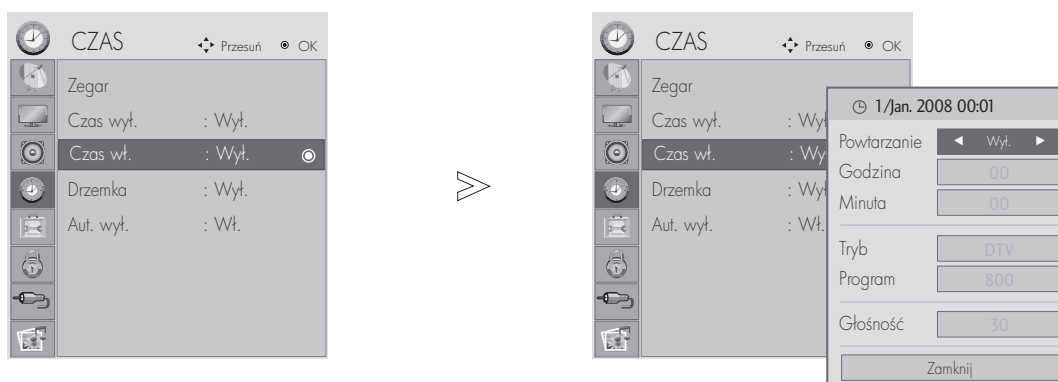 CZAS Przesuń OK
Zegar
Czas wył. : Wył.
Czas wł. : Wył.
Drzemka : Wył.
Aut. wył. : Wł.
CZAS Przesuń OK
Zegar
Czas wył. : Wył
Czas wł. : Wy
Drzemka : Wył
Aut. wył. : Wł.
1/Jan. 2008 00:01
Powtarzanie ◄ Wył. ►
Godzina 00
Minuta 00
Tryb DTV
Program 800
Głośność 30
Zamknij